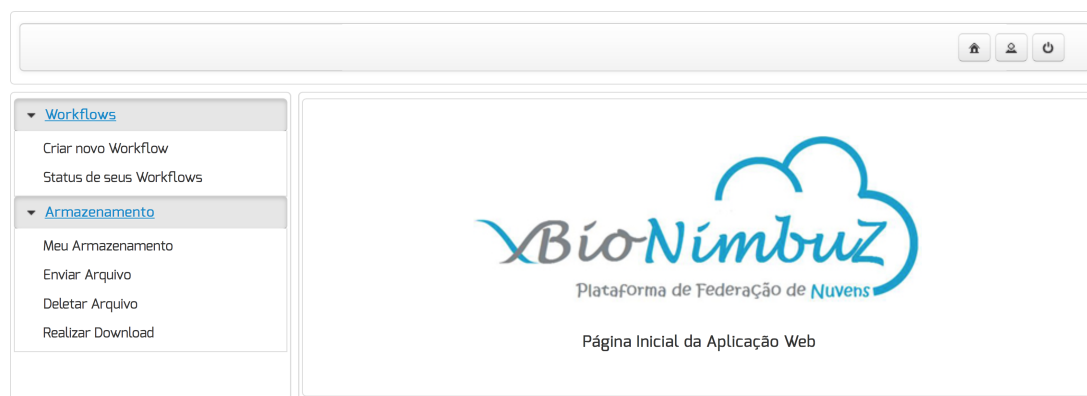 Workflows
Criar novo Workflow
Status de seus Workflows
Armazenamento
Meu Armazenamento
Enviar Arquivo
Deletar Arquivo
Realizar Download
BioNimbuZ
Plataforma de Federação de Nuvens
Página Inicial da Aplicação Web